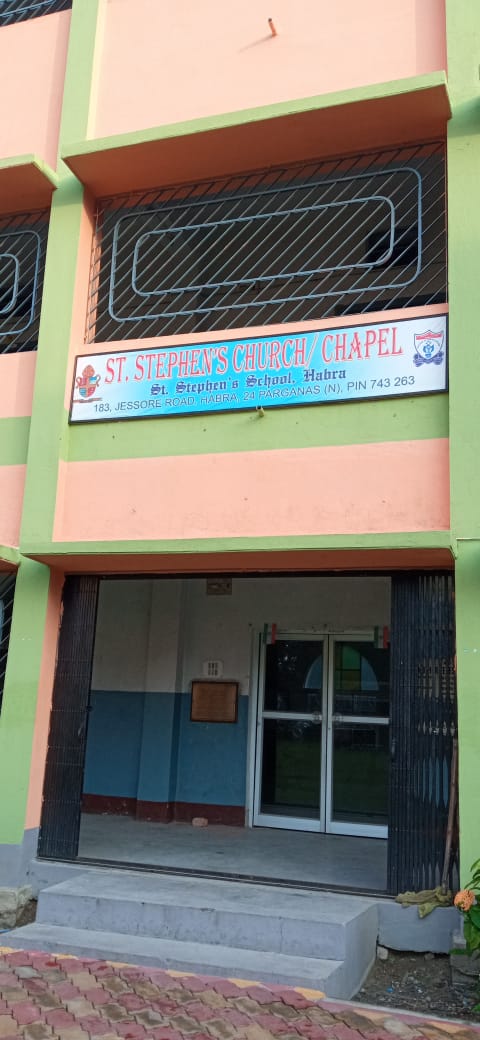 ST. STEPHEN'S CHURCH/ CHAPEL
St. Stephen's School, Habra
183, JESSORE ROAD, HABRA, 24 PARGANAS (N), PIN 743 263